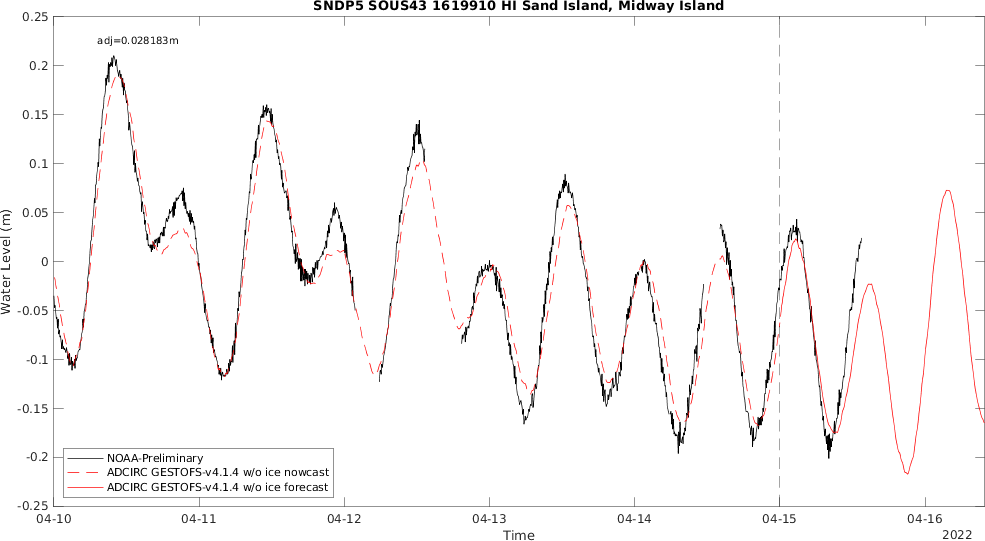 SNDP5 SOUS43 1619910 HI Sand Island, Midway Island
adj=0.028183m
0.25
0.2
0.15
0.1
0.05
0
-0.05
-0.1
-0.15
-0.2
-0.25
Water Level (m)
NOAA-Preliminary
ADCIRC GESTOFS-v4.1.4 w/o ice nowcast
ADCIRC GESTOFS-v4.1.4 w/o ice forecast
04-10 04-11 04-12 04-13 04-14 04-15 04-16
Time
2022